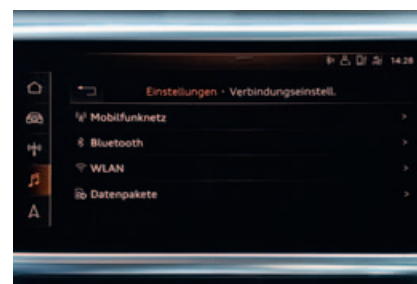 14:28
Einstellungen · Verbindungseinstell.
Mobilfunknetz
Bluetooth
WLAN
Datenpakete